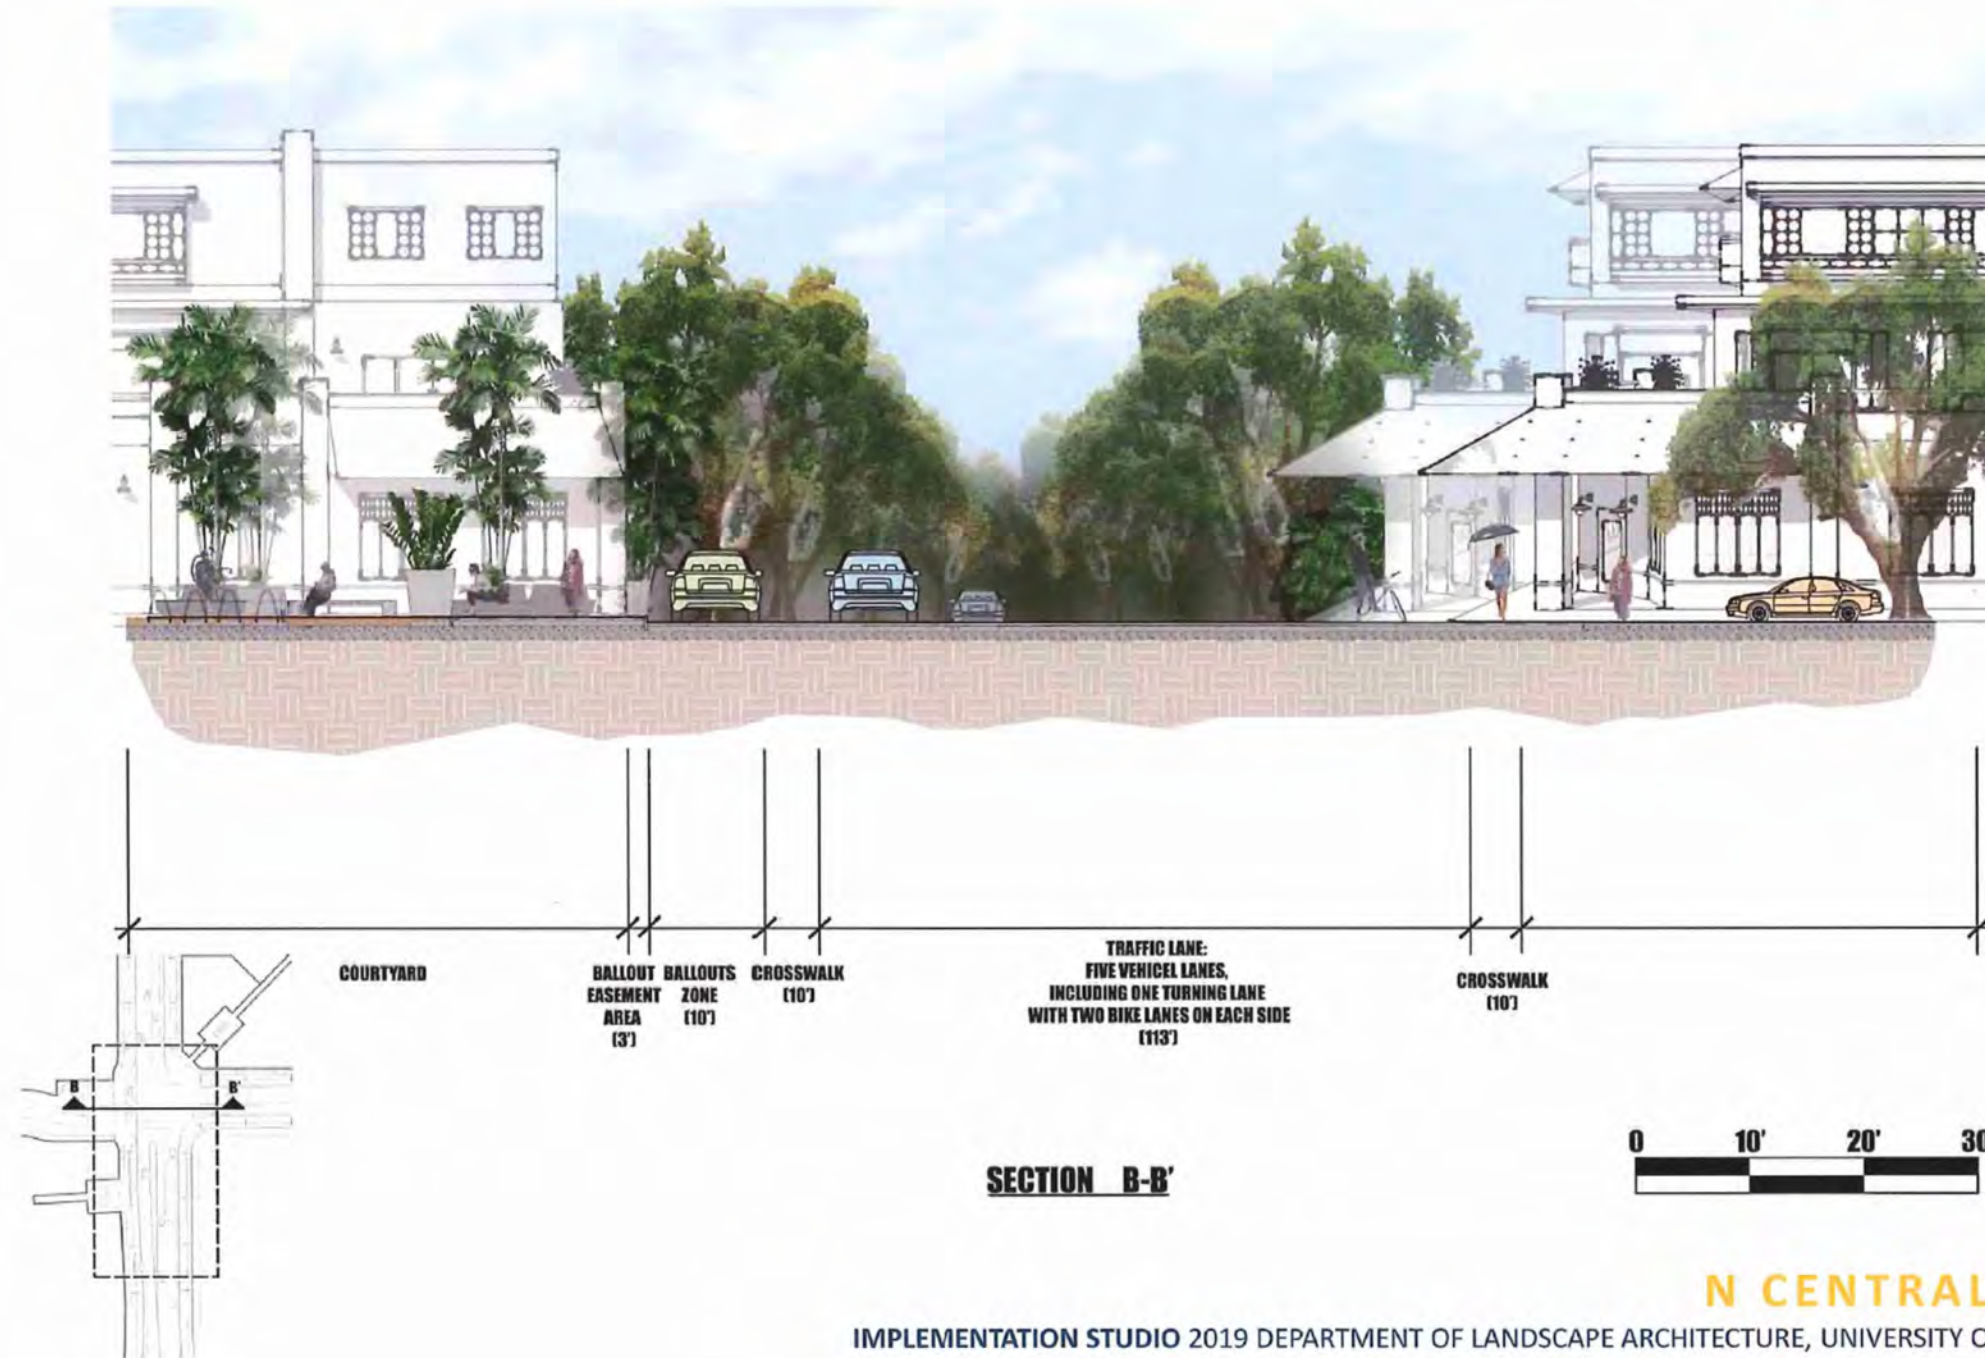 COURTYARD
BALLOUT
EASEMENT
AREA
(3')
BALLOUTS
ZONE
(10')
CROSSWALK
(10')
TRAFFIC LANE:
FIVE VEHICEL LANES,
INCLUDING ONE TURNING LANE
WITH TWO BIKE LANES ON EACH SIDE
(113')
CROSSWALK
(10')
B B'
SECTION B-B'
0 10' 20' 30
N CENTRAL
IMPLEMENTATION STUDIO 2019 DEPARTMENT OF LANDSCAPE ARCHITECTURE, UNIVERSITY O